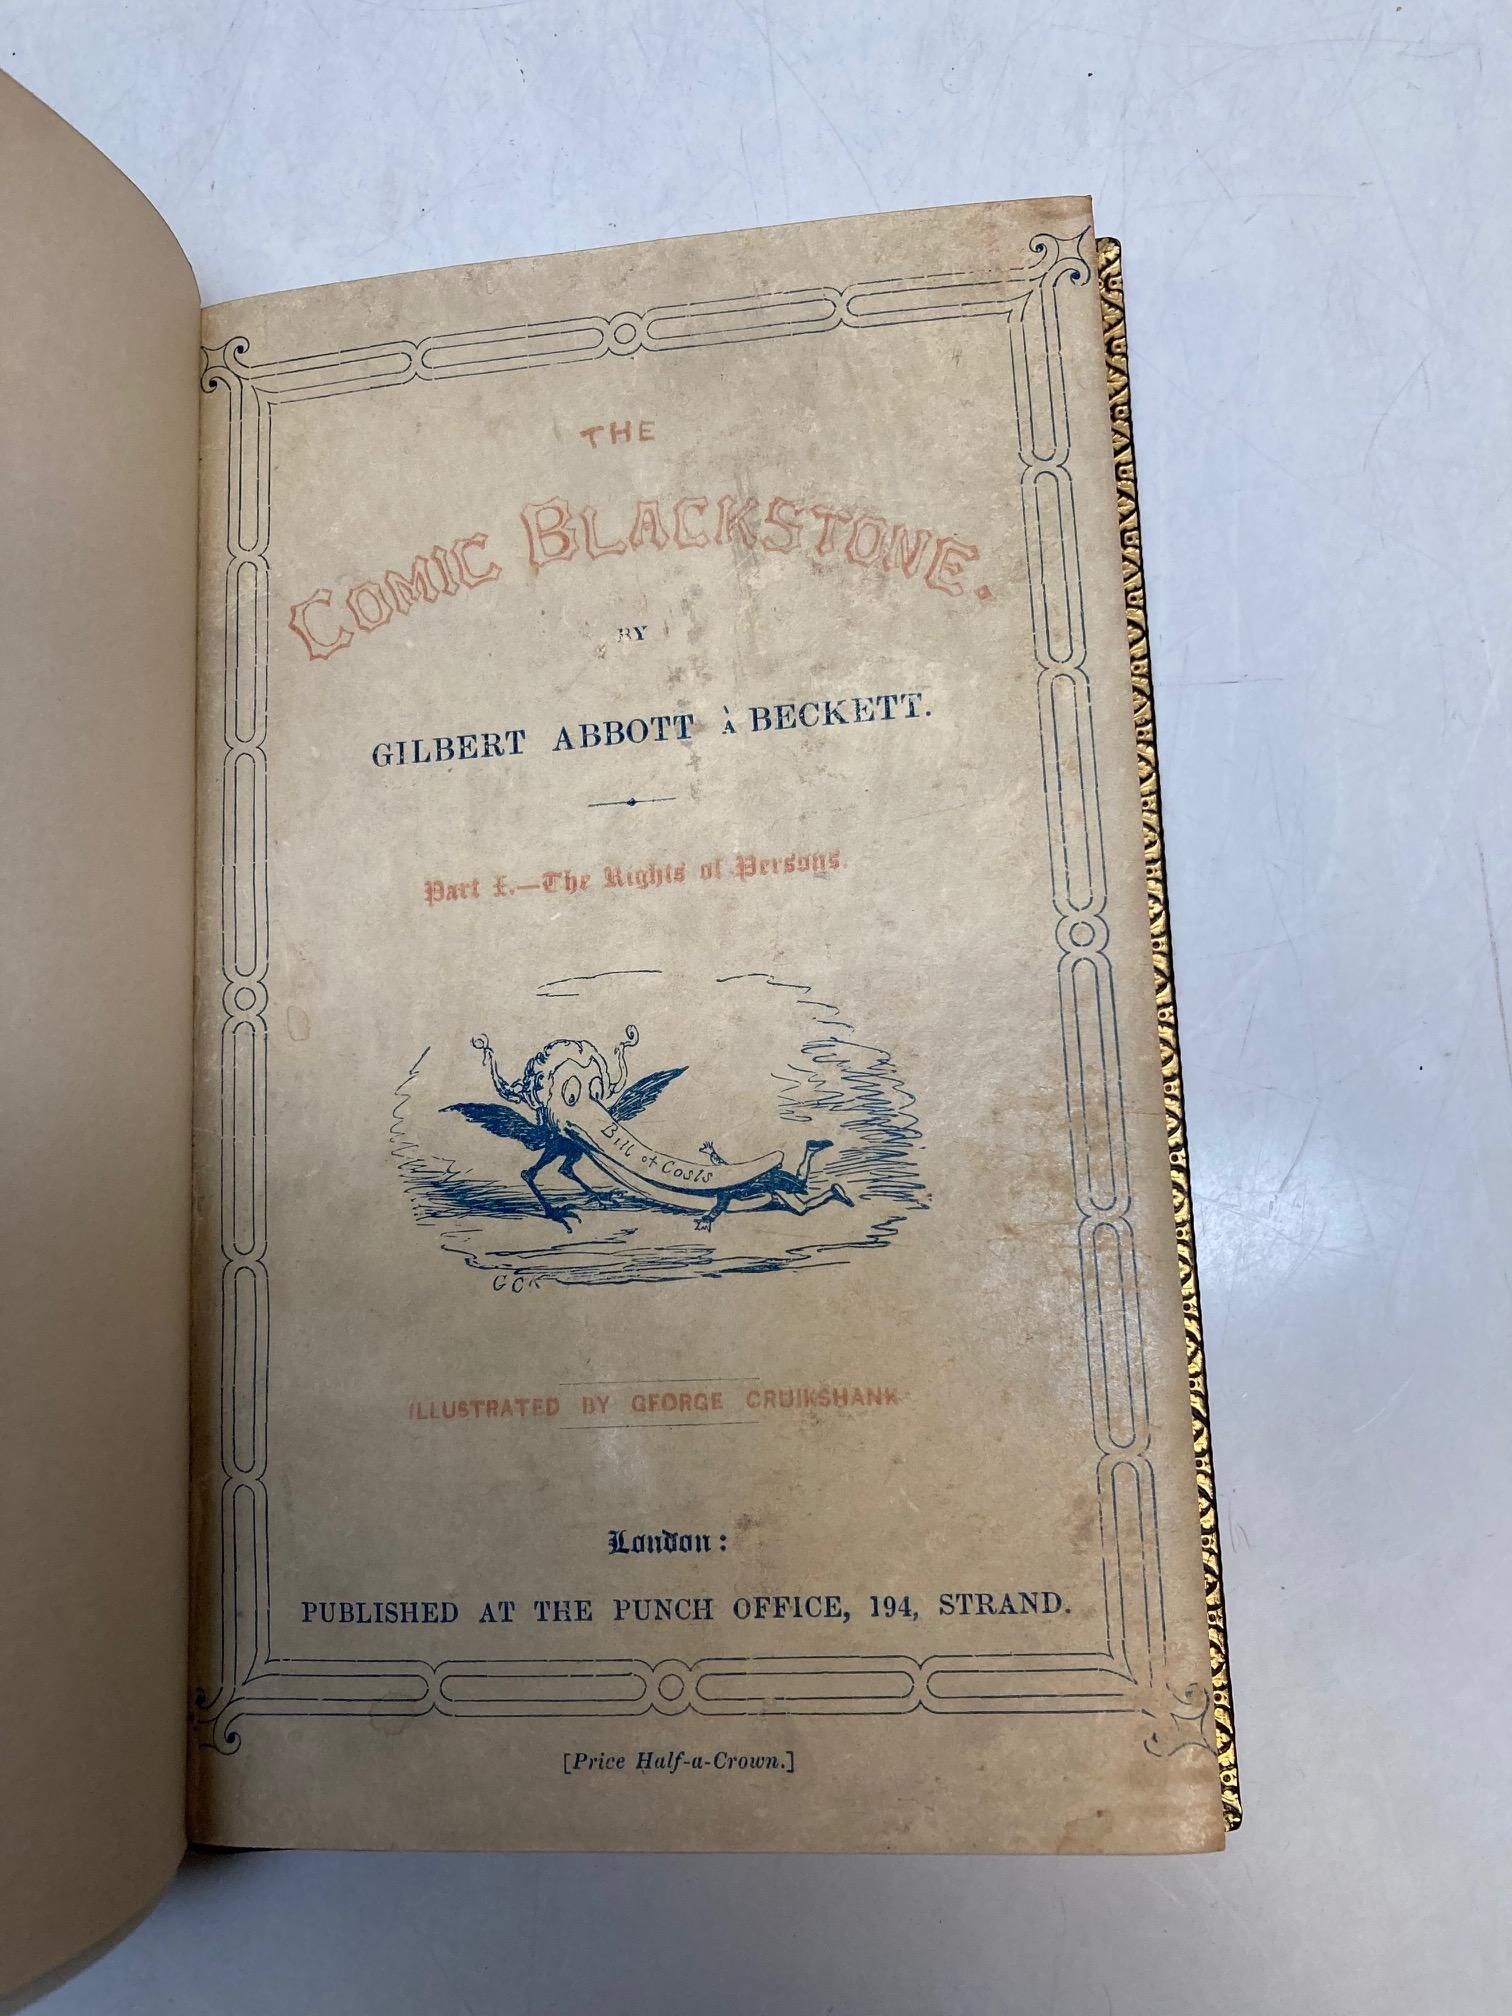 THE
COMIC BLACKSTONE.
BY
GILBERT ABBOTT À BECKETT.
Part I.—The Rights of Persons.
Bill of Costs
GCK
ILLUSTRATED BY GEORGE CRUIKSHANK
London:
PUBLISHED AT THE PUNCH OFFICE, 194, STRAND.
[Price Half-a-Crown.]